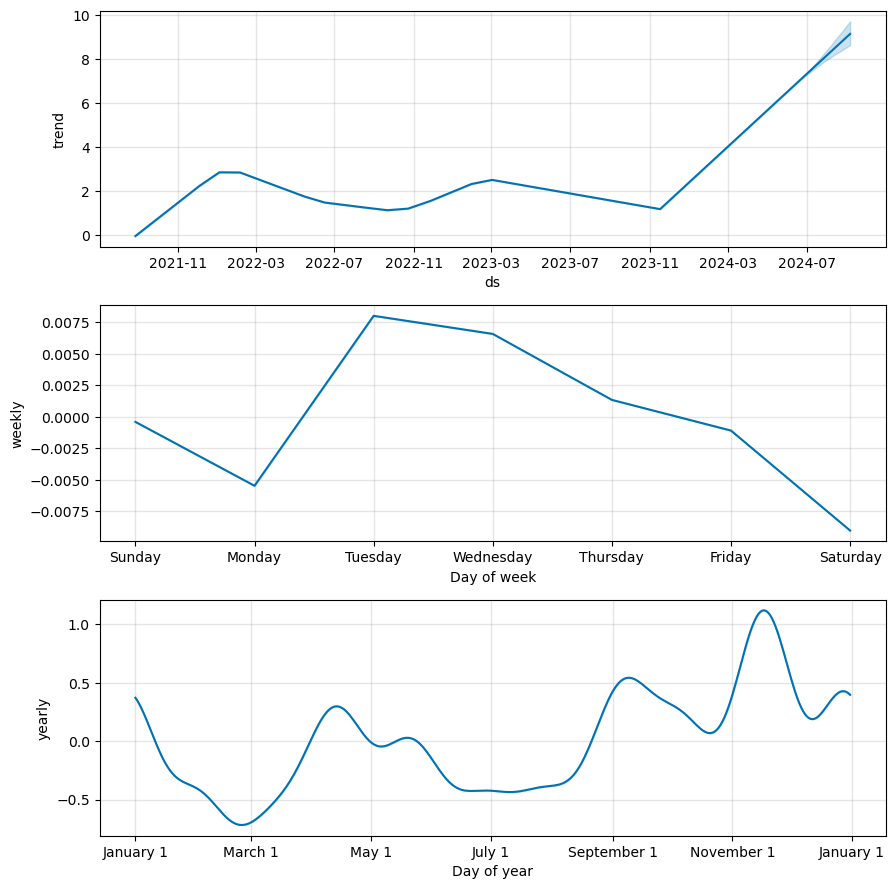 10
8
6
4
2
0
trend
2021-11 2022-03 2022-07 2022-11 2023-03 2023-07 2023-11 2024-03 2024-07
ds
0.0075
0.0050
0.0025
0.0000
−0.0025
−0.0050
−0.0075
weekly
Sunday Monday Tuesday Wednesday Thursday Friday Saturday
Day of week
1.0
0.5
0.0
−0.5
yearly
January 1 March 1 May 1 July 1 September 1 November 1 January 1
Day of year